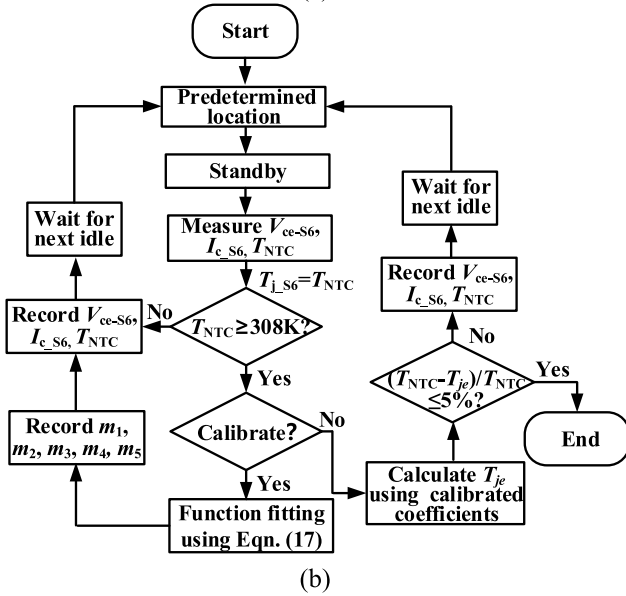 Start
Predetermined
location
Standby
Measure Vce-S6,
Ic_S6, TNTC
Tj_S6=TNTC
TNTC≥308K?
No
Record Vce-S6,
Ic_S6, TNTC
Wait for
next idle
Yes
Calibrate?
No
Yes
Function fitting
using Eqn. (17)
Record m1,
m2, m3, m4, m5
Calculate Tje
using calibrated
coefficients
(TNTC-Tje)/TNTC
≤5%?
No
Yes
Record Vce-S6,
Ic_S6, TNTC
Wait for
next idle
End
(b)